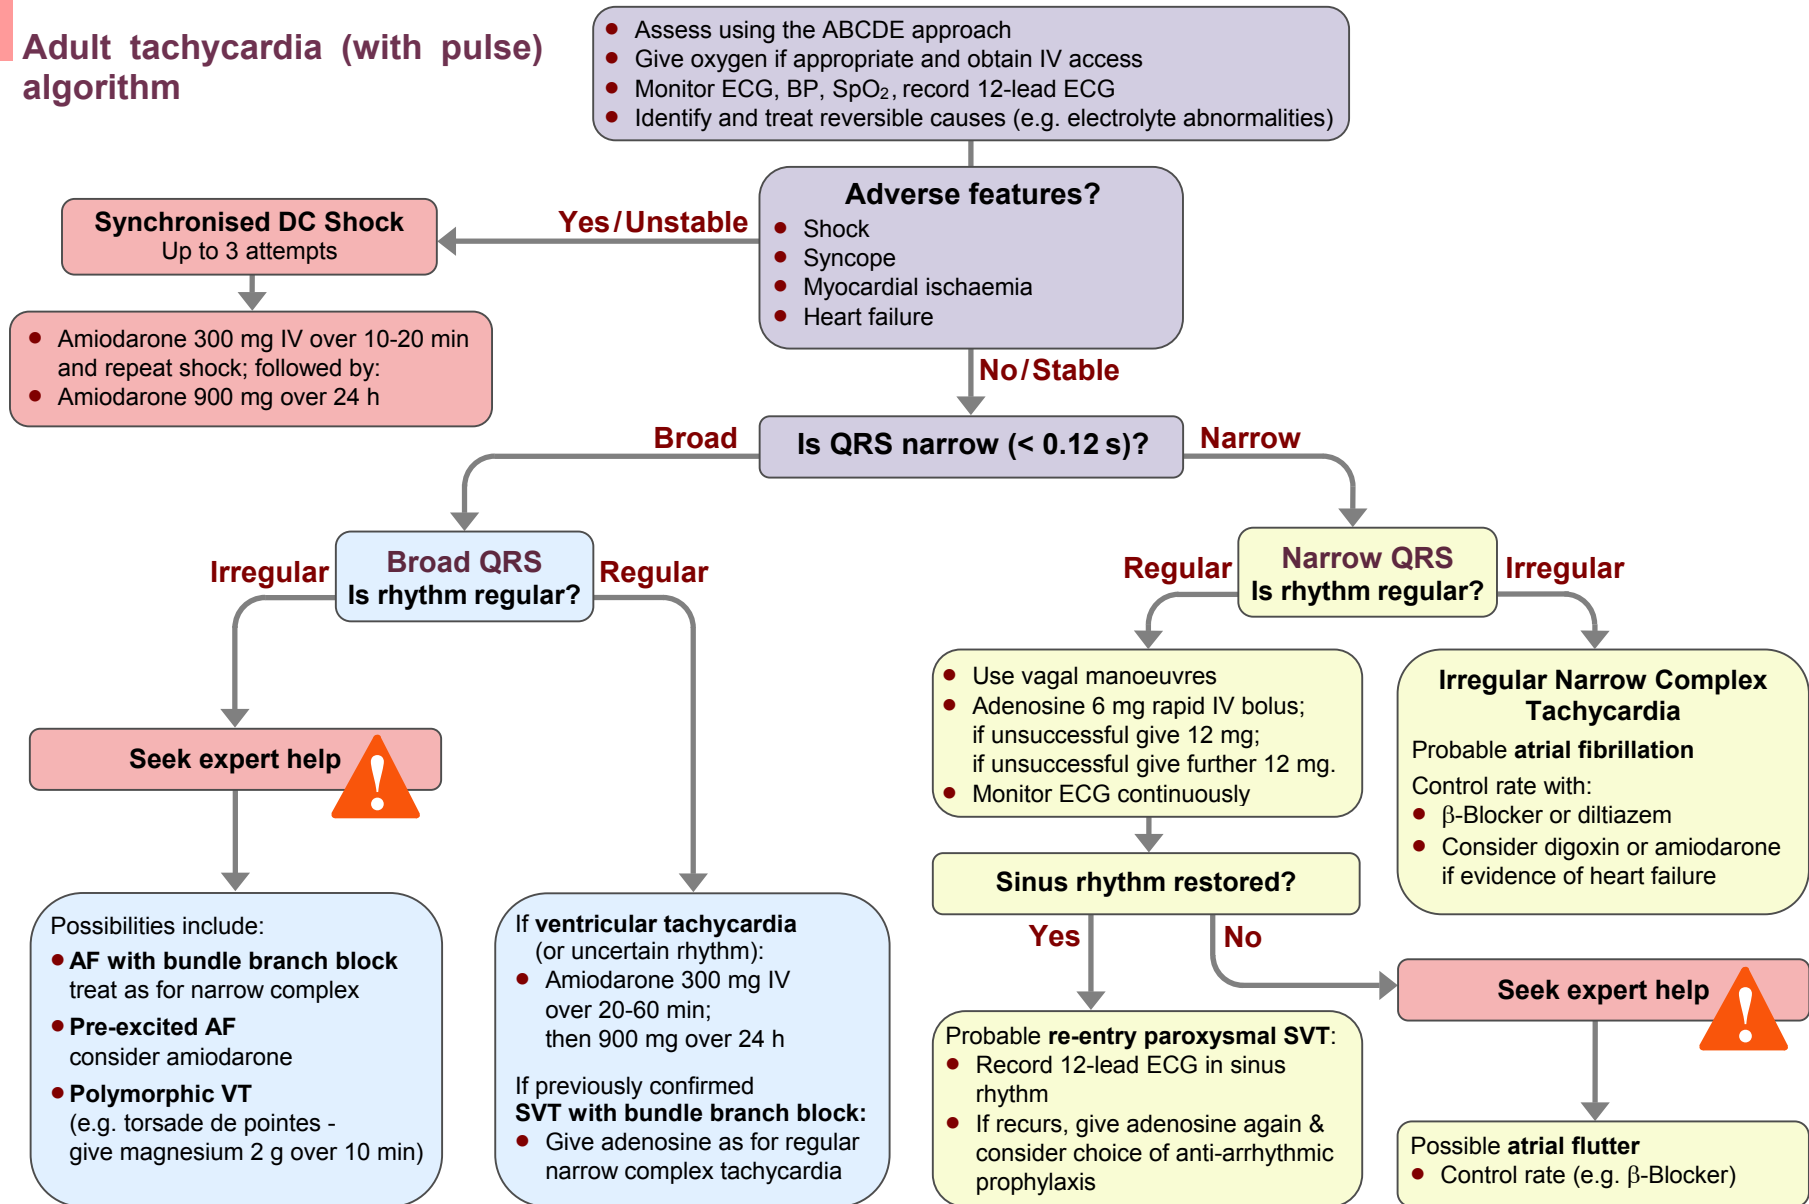 Adult tachycardia (with pulse)
algorithm
● Assess using the ABCDE approach
● Give oxygen if appropriate and obtain IV access
● Monitor ECG, BP, SpO₂, record 12-lead ECG
● Identify and treat reversible causes (e.g. electrolyte abnormalities)
Adverse features?
● Shock
● Syncope
● Myocardial ischaemia
● Heart failure
Yes/Unstable
Synchronised DC Shock
Up to 3 attempts
● Amiodarone 300 mg IV over 10-20 min
and repeat shock; followed by:
● Amiodarone 900 mg over 24 h
No/Stable
Is QRS narrow (< 0.12 s)?
Broad
Narrow
Broad QRS
Is rhythm regular?
Irregular
Regular
Seek expert help
!
Possibilities include:
● AF with bundle branch block
treat as for narrow complex
● Pre-excited AF
consider amiodarone
● Polymorphic VT
(e.g. torsade de pointes -
give magnesium 2 g over 10 min)
If ventricular tachycardia
(or uncertain rhythm):
● Amiodarone 300 mg IV
over 20-60 min;
then 900 mg over 24 h
If previously confirmed
SVT with bundle branch block:
● Give adenosine as for regular
narrow complex tachycardia
Narrow QRS
Is rhythm regular?
Regular
Irregular
● Use vagal manoeuvres
● Adenosine 6 mg rapid IV bolus;
if unsuccessful give 12 mg;
if unsuccessful give further 12 mg.
● Monitor ECG continuously
Irregular Narrow Complex
Tachycardia
Probable atrial fibrillation
Control rate with:
● β-Blocker or diltiazem
● Consider digoxin or amiodarone
if evidence of heart failure
Sinus rhythm restored?
Yes
No
Probable re-entry paroxysmal SVT:
● Record 12-lead ECG in sinus
rhythm
● If recurs, give adenosine again &
consider choice of anti-arrhythmic
prophylaxis
Seek expert help
!
Possible atrial flutter
● Control rate (e.g. β-Blocker)